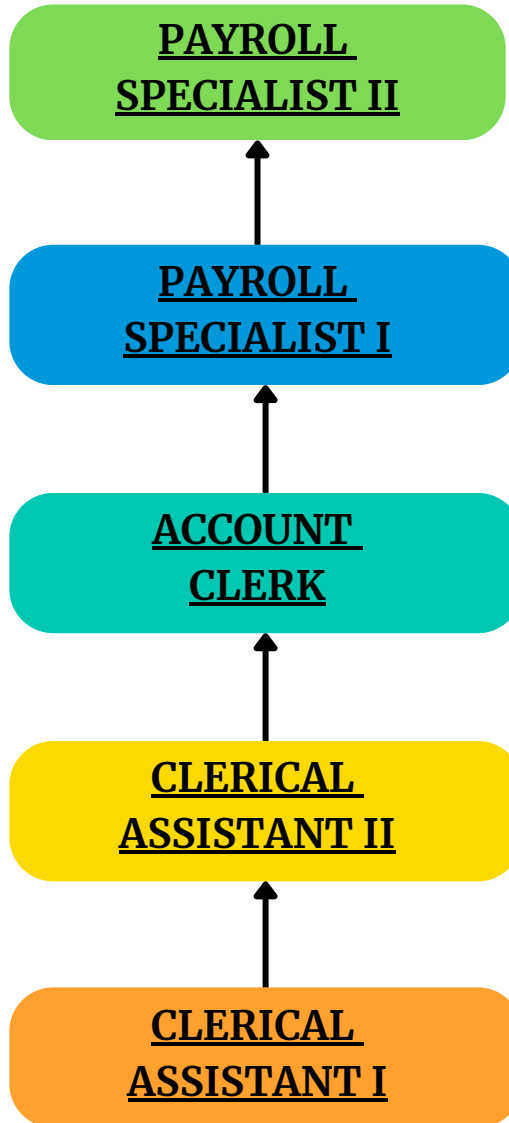 PAYROLL
SPECIALIST II
PAYROLL
SPECIALIST I
ACCOUNT
CLERK
CLERICAL
ASSISTANT II
CLERICAL
ASSISTANT I